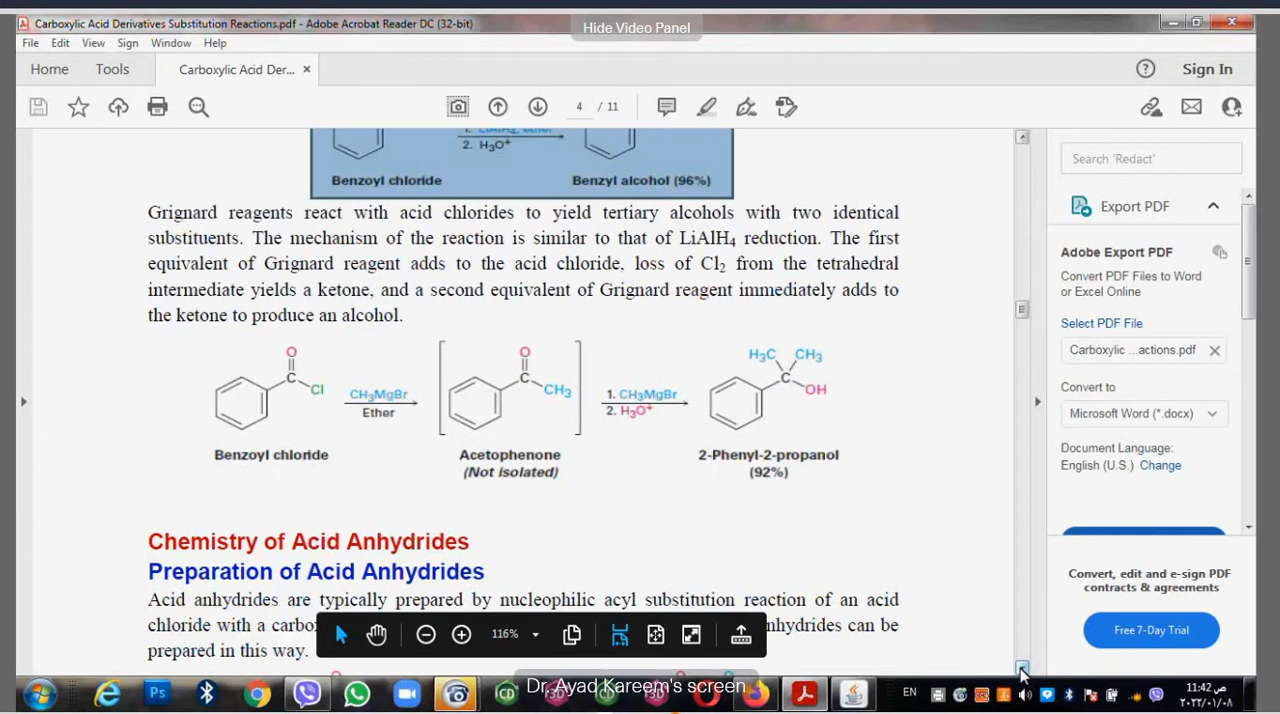 Carboxylic Acid Derivatives Substitution Reactions.pdf - Adobe Acrobat Reader DC (32-bit)
Hide Video Panel
File Edit View Sign Window Help
Home Tools Carboxylic Acid Der... × Sign In
4 / 11
2. H₃O⁺
Benzoyl chloride Benzyl alcohol (96%)
Grignard reagents react with acid chlorides to yield tertiary alcohols with two identical
substituents. The mechanism of the reaction is similar to that of LiAlH₄ reduction. The first
equivalent of Grignard reagent adds to the acid chloride, loss of Cl₂ from the tetrahedral
intermediate yields a ketone, and a second equivalent of Grignard reagent immediately adds to
the ketone to produce an alcohol.
O O H₃C CH₃
C Cl C CH₃ C OH
CH₃MgBr 1. CH₃MgBr
Ether 2. H₃O⁺
Benzoyl chloride Acetophenone 2-Phenyl-2-propanol
(Not isolated) (92%)
Chemistry of Acid Anhydrides
Preparation of Acid Anhydrides
Acid anhydrides are typically prepared by nucleophilic acyl substitution reaction of an acid
chloride with a carbo nhydrides can be
prepared in this way.
116%
Search 'Redact'
Export PDF
Adobe Export PDF
Convert PDF Files to Word
or Excel Online
Select PDF File
Carboxylic ...actions.pdf
Convert to
Microsoft Word (*.docx)
Document Language:
English (U.S.) Change
Convert, edit and e-sign PDF
contracts & agreements
Free 7-Day Trial
Dr. Ayad Kareem's screen
Ps
EN
11:42 ص
٢٠٢٢/٠١/٠٨